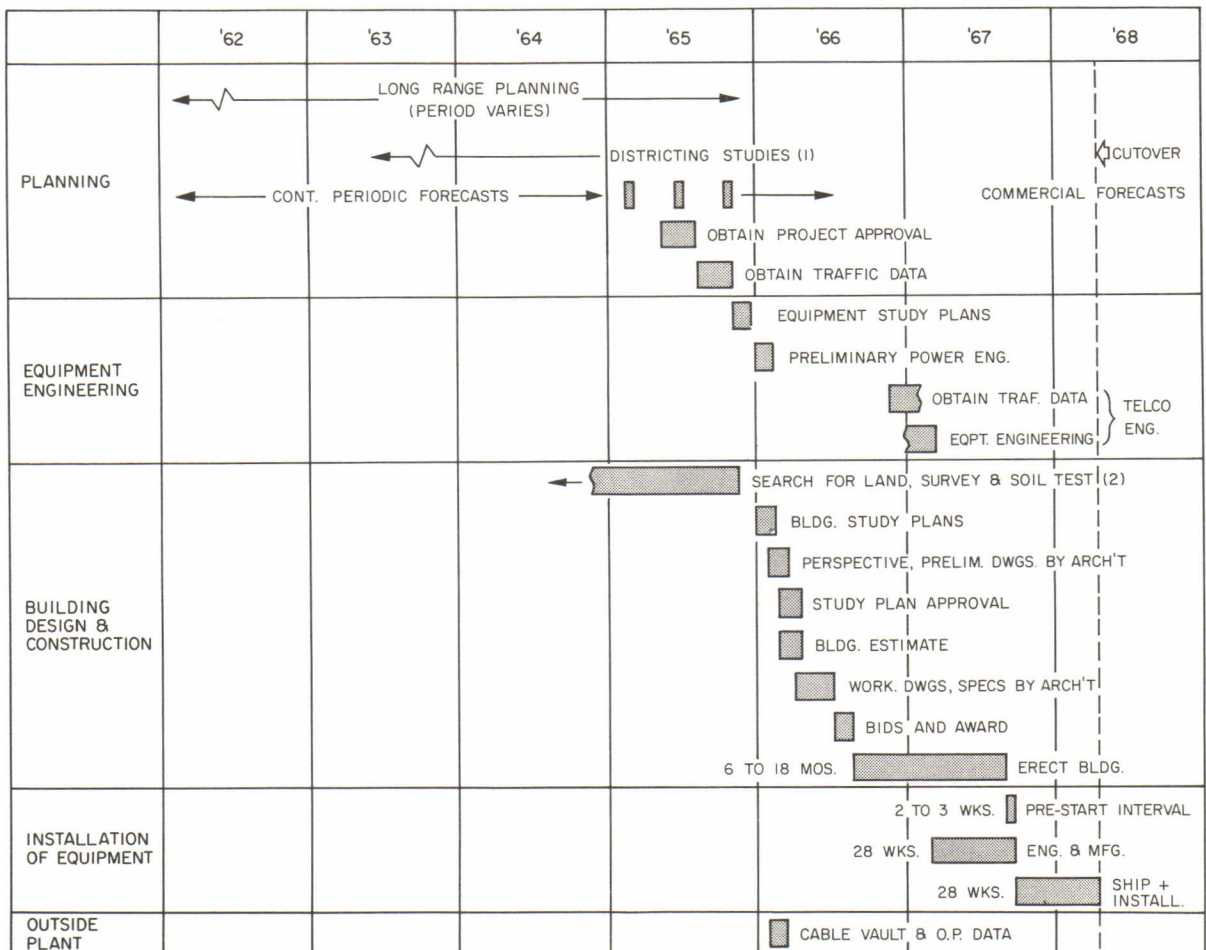 '62 '63 '64 '65 '66 '67 '68
PLANNING
LONG RANGE PLANNING
(PERIOD VARIES)
DISTRICTING STUDIES (1)
CUTOVER
CONT. PERIODIC FORECASTS
COMMERCIAL FORECASTS
OBTAIN PROJECT APPROVAL
OBTAIN TRAFFIC DATA
EQUIPMENT
ENGINEERING
EQUIPMENT STUDY PLANS
PRELIMINARY POWER ENG.
OBTAIN TRAF. DATA
EQPT. ENGINEERING
TELCO
ENG.
BUILDING
DESIGN &
CONSTRUCTION
SEARCH FOR LAND, SURVEY & SOIL TEST (2)
BLDG. STUDY PLANS
PERSPECTIVE, PRELIM. DWGS. BY ARCH'T
STUDY PLAN APPROVAL
BLDG. ESTIMATE
WORK. DWGS, SPECS BY ARCH'T
BIDS AND AWARD
6 TO 18 MOS. ERECT BLDG.
INSTALLATION
OF EQUIPMENT
2 TO 3 WKS. PRE-START INTERVAL
28 WKS. ENG. & MFG.
28 WKS. SHIP +
INSTALL.
OUTSIDE
PLANT
CABLE VAULT & O.P. DATA